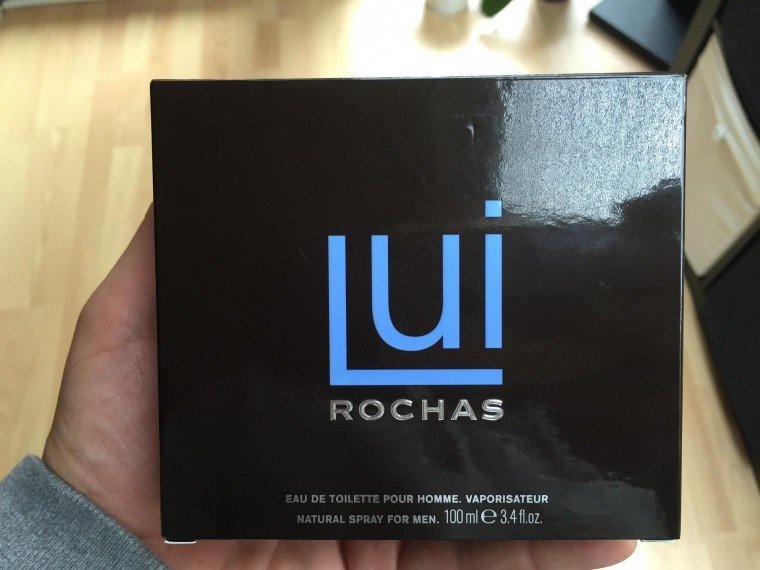 Lui
ROCHAS
EAU DE TOILETTE POUR HOMME. VAPORISATEUR
NATURAL SPRAY FOR MEN. 100 ml ℮ 3.4 fl.oz.